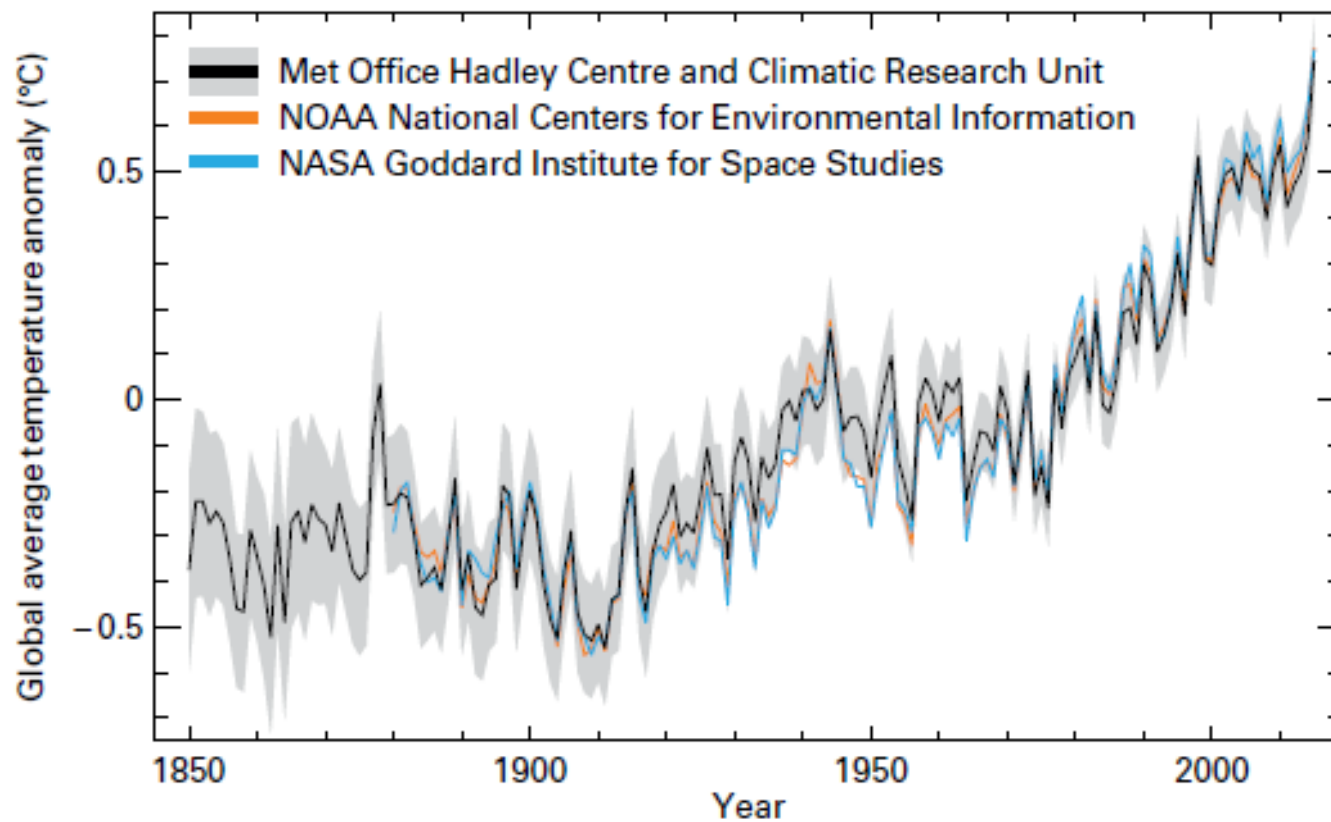 Global average temperature anomaly (°C)
Met Office Hadley Centre and Climatic Research Unit
NOAA National Centers for Environmental Information
NASA Goddard Institute for Space Studies
0.5
0
−0.5
1850
1900
1950
2000
Year